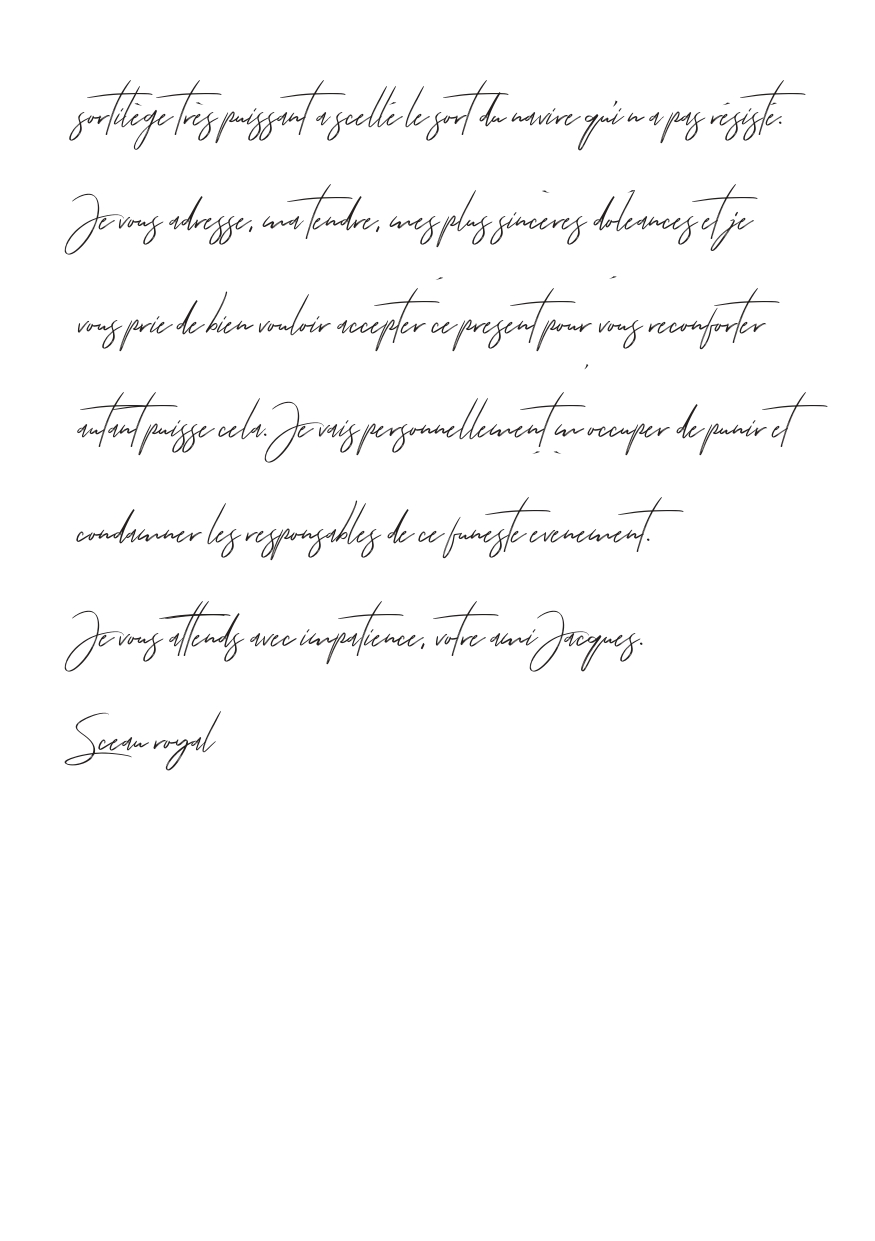 sortilège très puissant a scellé le sort du navire qu'i n a pas résisté.
Je vous adresse, ma tendre, mes plus sincères doléances et je
vous prie de bien vouloir accepter ce présent pour vous réconforter
autant puisse cela. Je vais personnellement m'occuper de punir et
condamner les responsables de ce funeste évènement.
Je vous attends avec impatience, votre ami Jacques.
Sceau royal